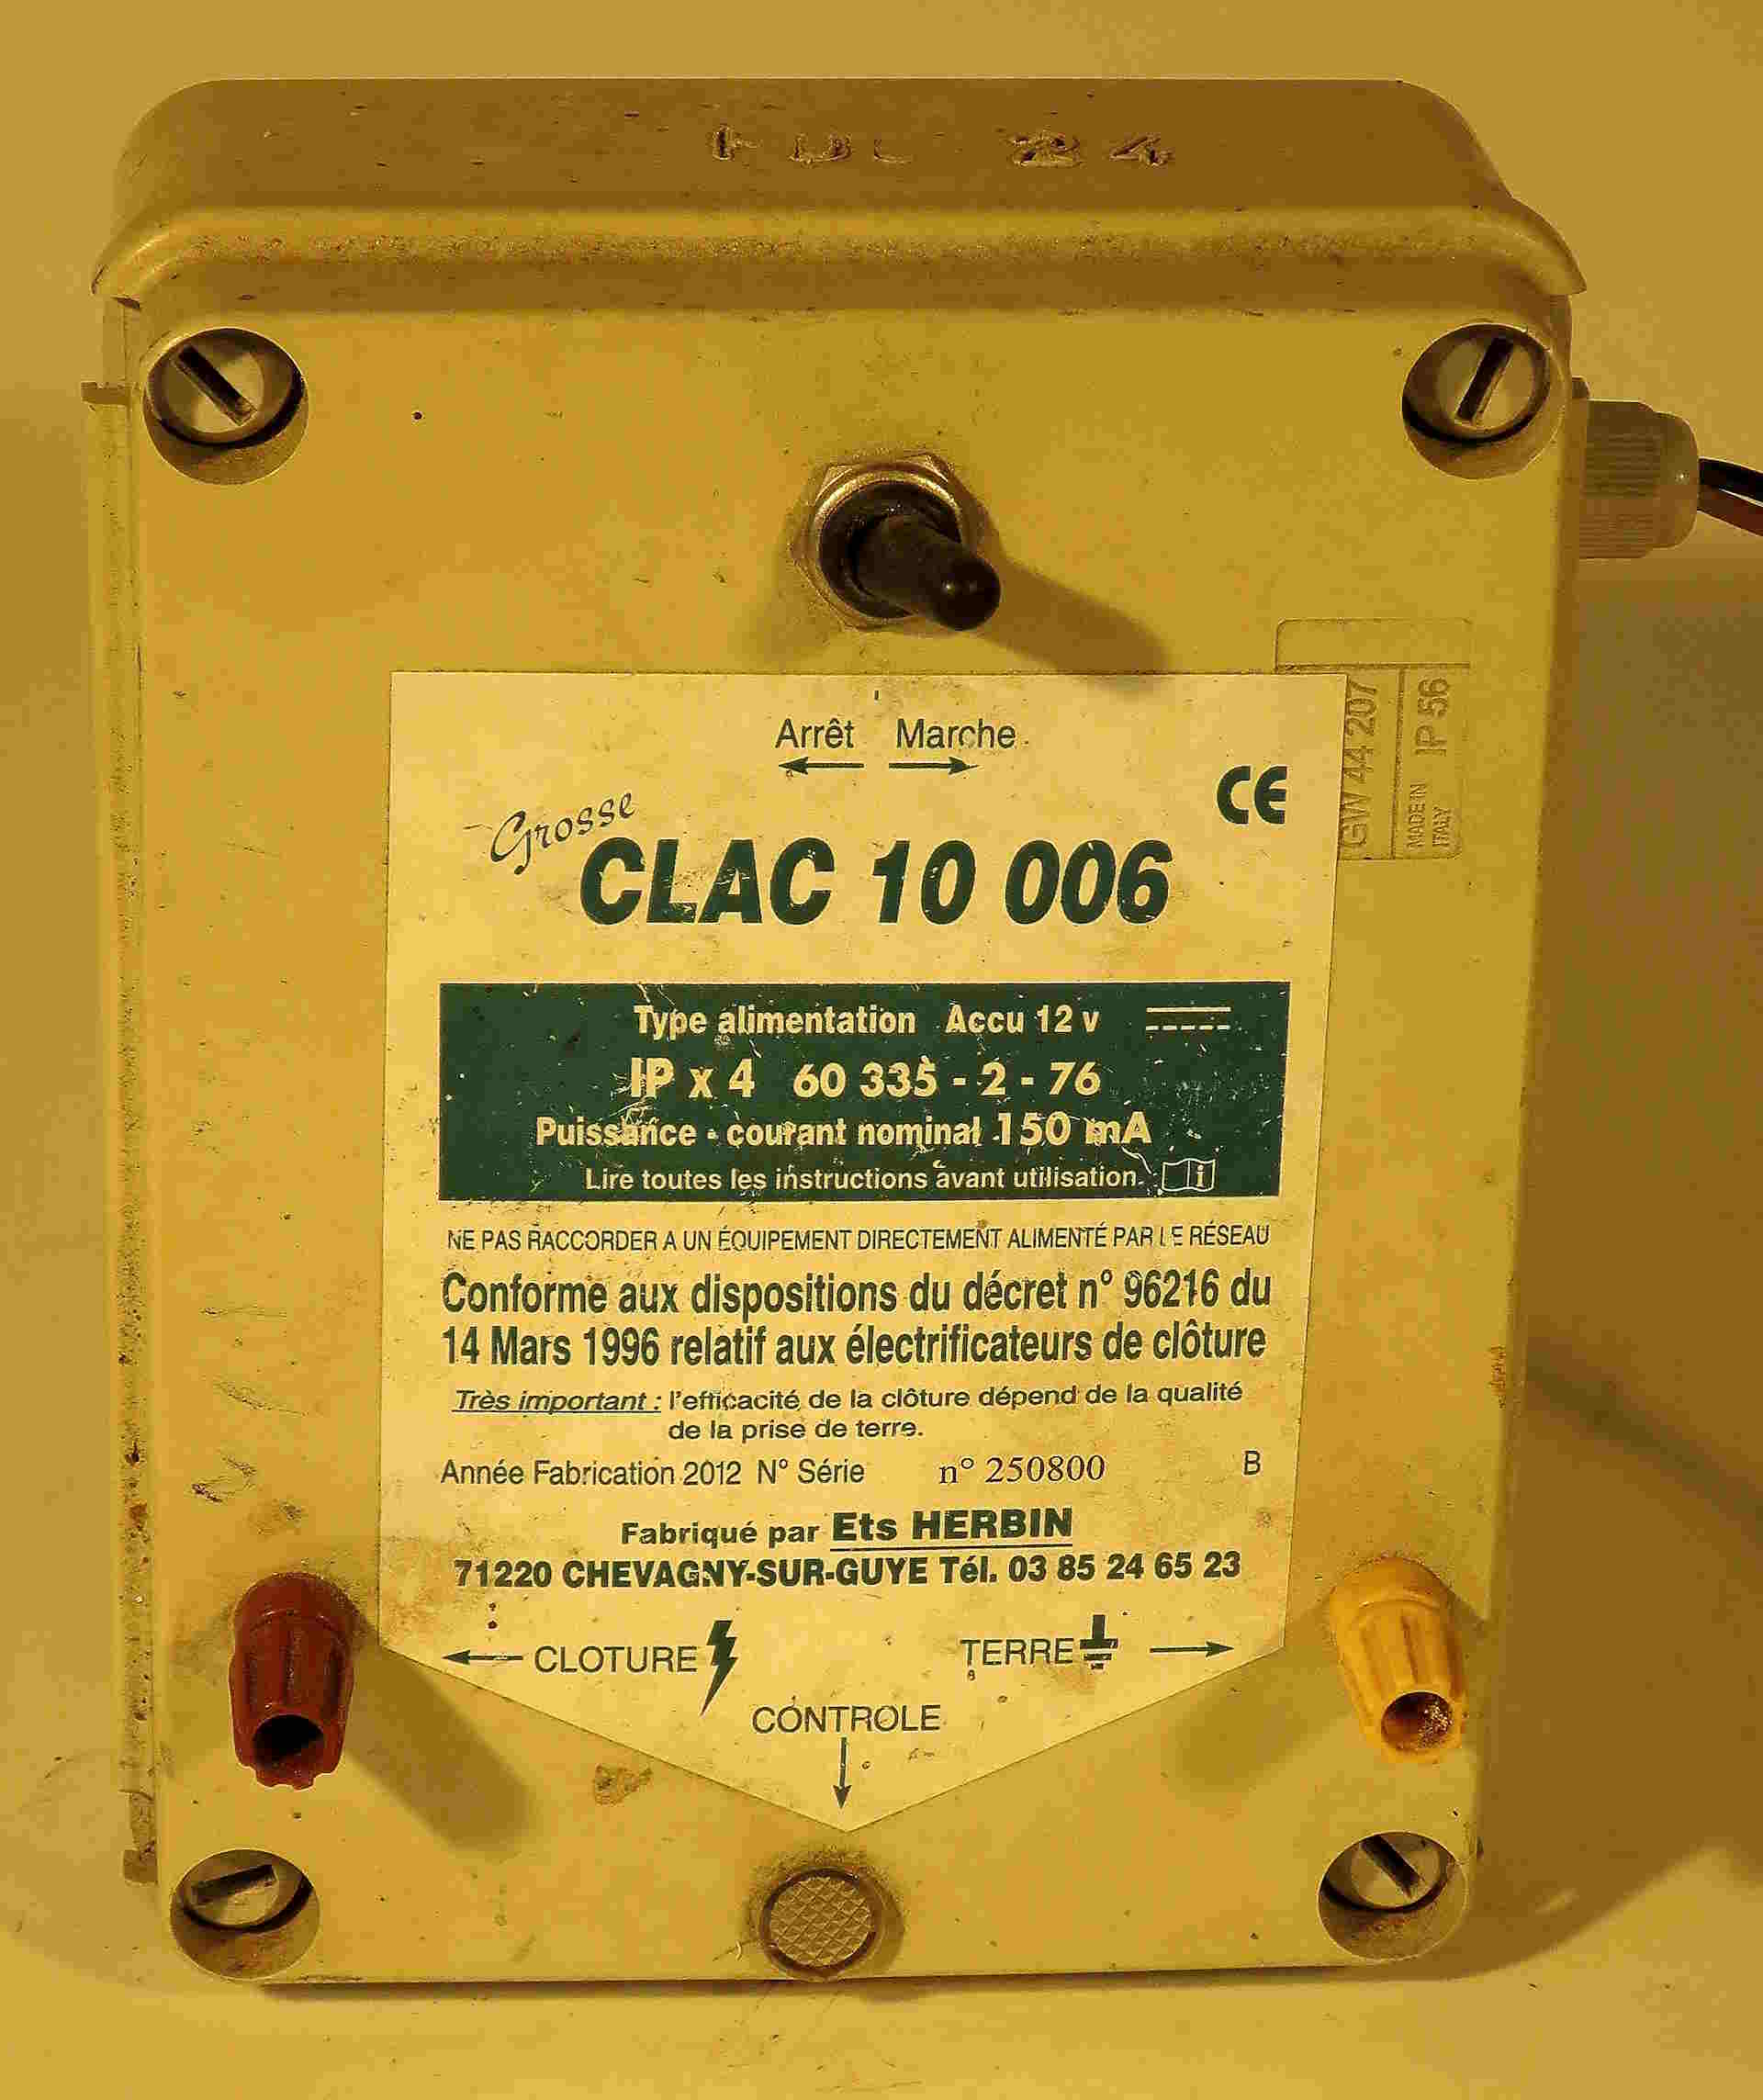 24
Arrêt Marche
CE
Grosse
CLAC 10 006
GW 44 207
MADE IN ITALY
IP 56
Type alimentation Accu 12 v
IP x 4 60 335 - 2 - 76
Puissance - courant nominal 150 mA
Lire toutes les instructions avant utilisation. i
NE PAS RACCORDER A UN ÉQUIPEMENT DIRECTEMENT ALIMENTÉ PAR LE RÉSEAU
Conforme aux dispositions du décret n° 96216 du
14 Mars 1996 relatif aux électrificateurs de clôture
Très important : l'efficacité de la clôture dépend de la qualité
de la prise de terre.
Année Fabrication 2012 N° Série n° 250800 B
Fabriqué par Ets HERBIN
71220 CHEVAGNY-SUR-GUYE Tél. 03 85 24 65 23
CLOTURE TERRE
CONTROLE